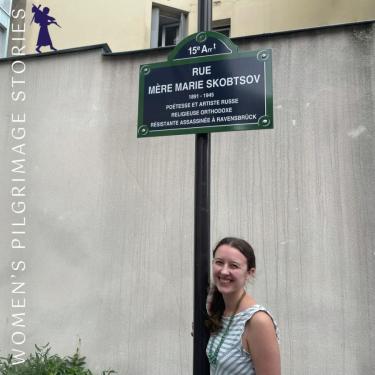 WOMEN'S PILGRIMAGE STORIES
15e Arrt
RUE
MÈRE MARIE SKOBTSOV
1891 - 1945
POÉTESSE ET ARTISTE RUSSE
RELIGIEUSE ORTHODOXE
RÉSISTANTE ASSASSINÉE À RAVENSBRÜCK